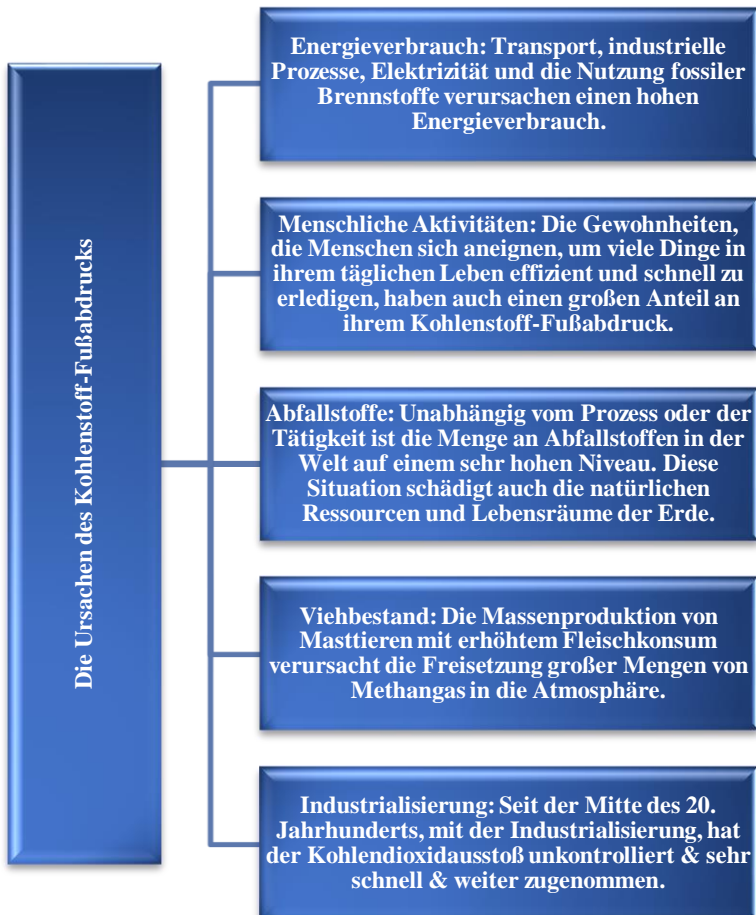 Die Ursachen des Kohlenstoff-Fußabdrucks
Energieverbrauch: Transport, industrielle
Prozesse, Elektrizität und die Nutzung fossiler
Brennstoffe verursachen einen hohen
Energieverbrauch.
Menschliche Aktivitäten: Die Gewohnheiten,
die Menschen sich aneignen, um viele Dinge in
ihrem täglichen Leben effizient und schnell zu
erledigen, haben auch einen großen Anteil an
ihrem Kohlenstoff-Fußabdruck.
Abfallstoffe: Unabhängig vom Prozess oder der
Tätigkeit ist die Menge an Abfallstoffen in der
Welt auf einem sehr hohen Niveau. Diese
Situation schädigt auch die natürlichen
Ressourcen und Lebensräume der Erde.
Viehbestand: Die Massenproduktion von
Masttieren mit erhöhtem Fleischkonsum
verursacht die Freisetzung großer Mengen von
Methangas in die Atmosphäre.
Industrialisierung: Seit der Mitte des 20.
Jahrhunderts, mit der Industrialisierung, hat
der Kohlendioxidausstoß unkontrolliert & sehr
schnell & weiter zugenommen.